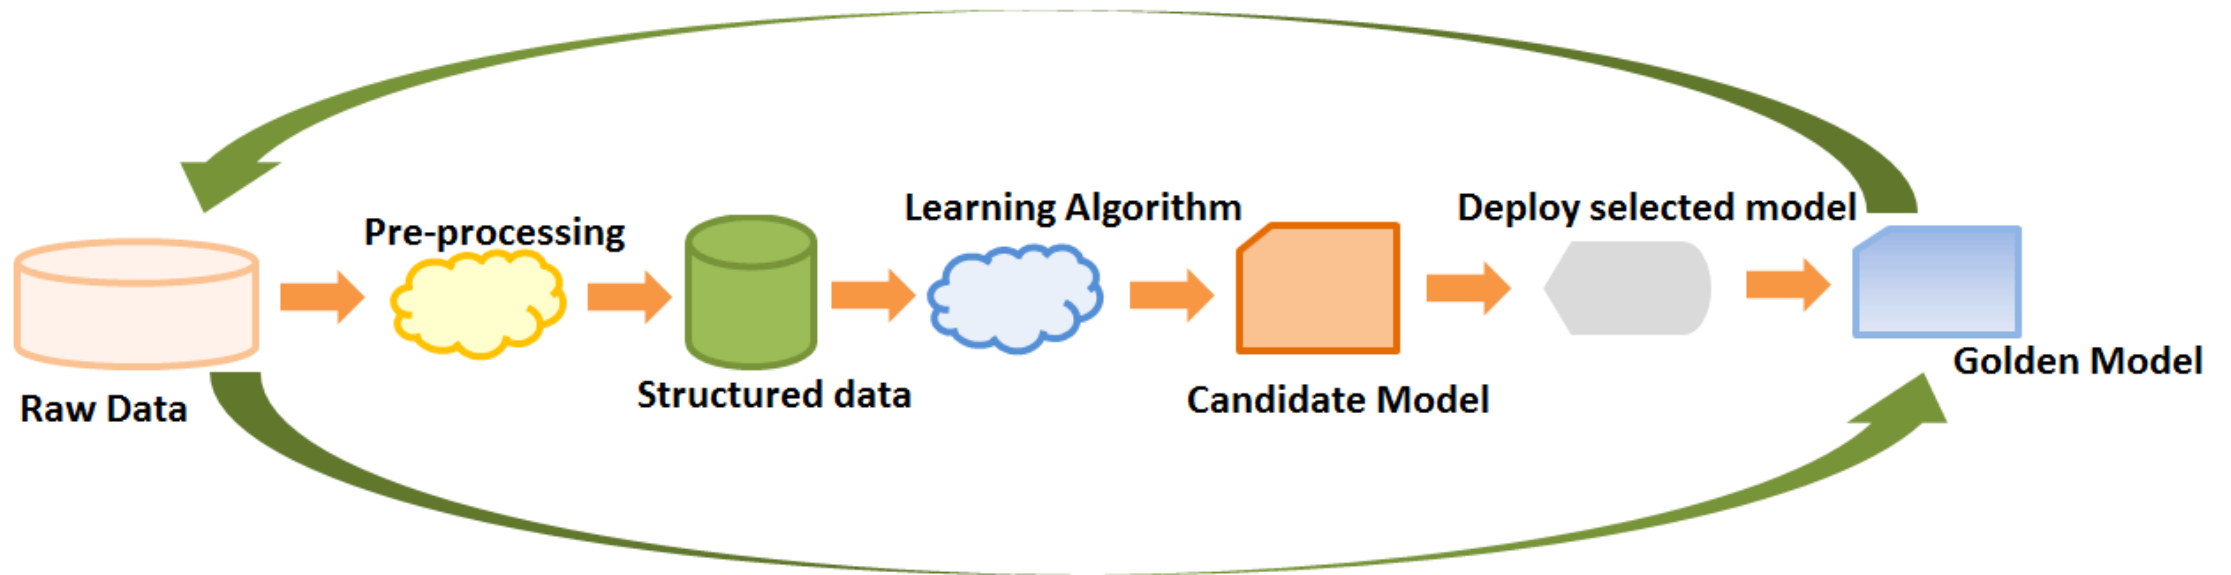 Pre-processing
Learning Algorithm
Deploy selected model
Raw Data
Structured data
Candidate Model
Golden Model